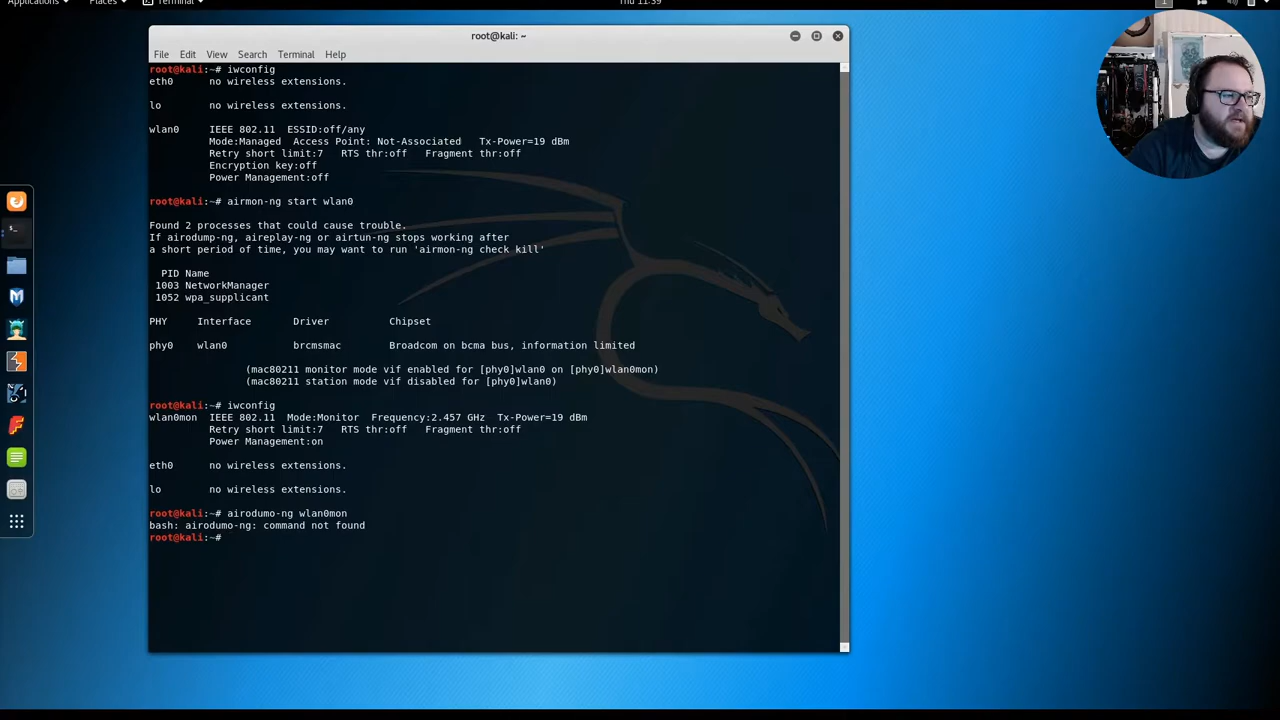 Applications
Places
Terminal
Thu 11:39
1
root@kali: ~
File Edit View Search Terminal Help
root@kali:~# iwconfig
eth0 no wireless extensions.
lo no wireless extensions.
wlan0 IEEE 802.11 ESSID:off/any
Mode:Managed Access Point: Not-Associated Tx-Power=19 dBm
Retry short limit:7 RTS thr:off Fragment thr:off
Encryption key:off
Power Management:off
root@kali:~# airmon-ng start wlan0
Found 2 processes that could cause trouble.
If airodump-ng, aireplay-ng or airtun-ng stops working after
a short period of time, you may want to run 'airmon-ng check kill'
PID Name
1003 NetworkManager
1052 wpa_supplicant
PHY Interface Driver Chipset
phy0 wlan0 brcmsmac Broadcom on bcma bus, information limited
(mac80211 monitor mode vif enabled for [phy0]wlan0 on [phy0]wlan0mon)
(mac80211 station mode vif disabled for [phy0]wlan0)
root@kali:~# iwconfig
wlan0mon IEEE 802.11 Mode:Monitor Frequency:2.457 GHz Tx-Power=19 dBm
Retry short limit:7 RTS thr:off Fragment thr:off
Power Management:on
eth0 no wireless extensions.
lo no wireless extensions.
root@kali:~# airodumo-ng wlan0mon
bash: airodumo-ng: command not found
root@kali:~#